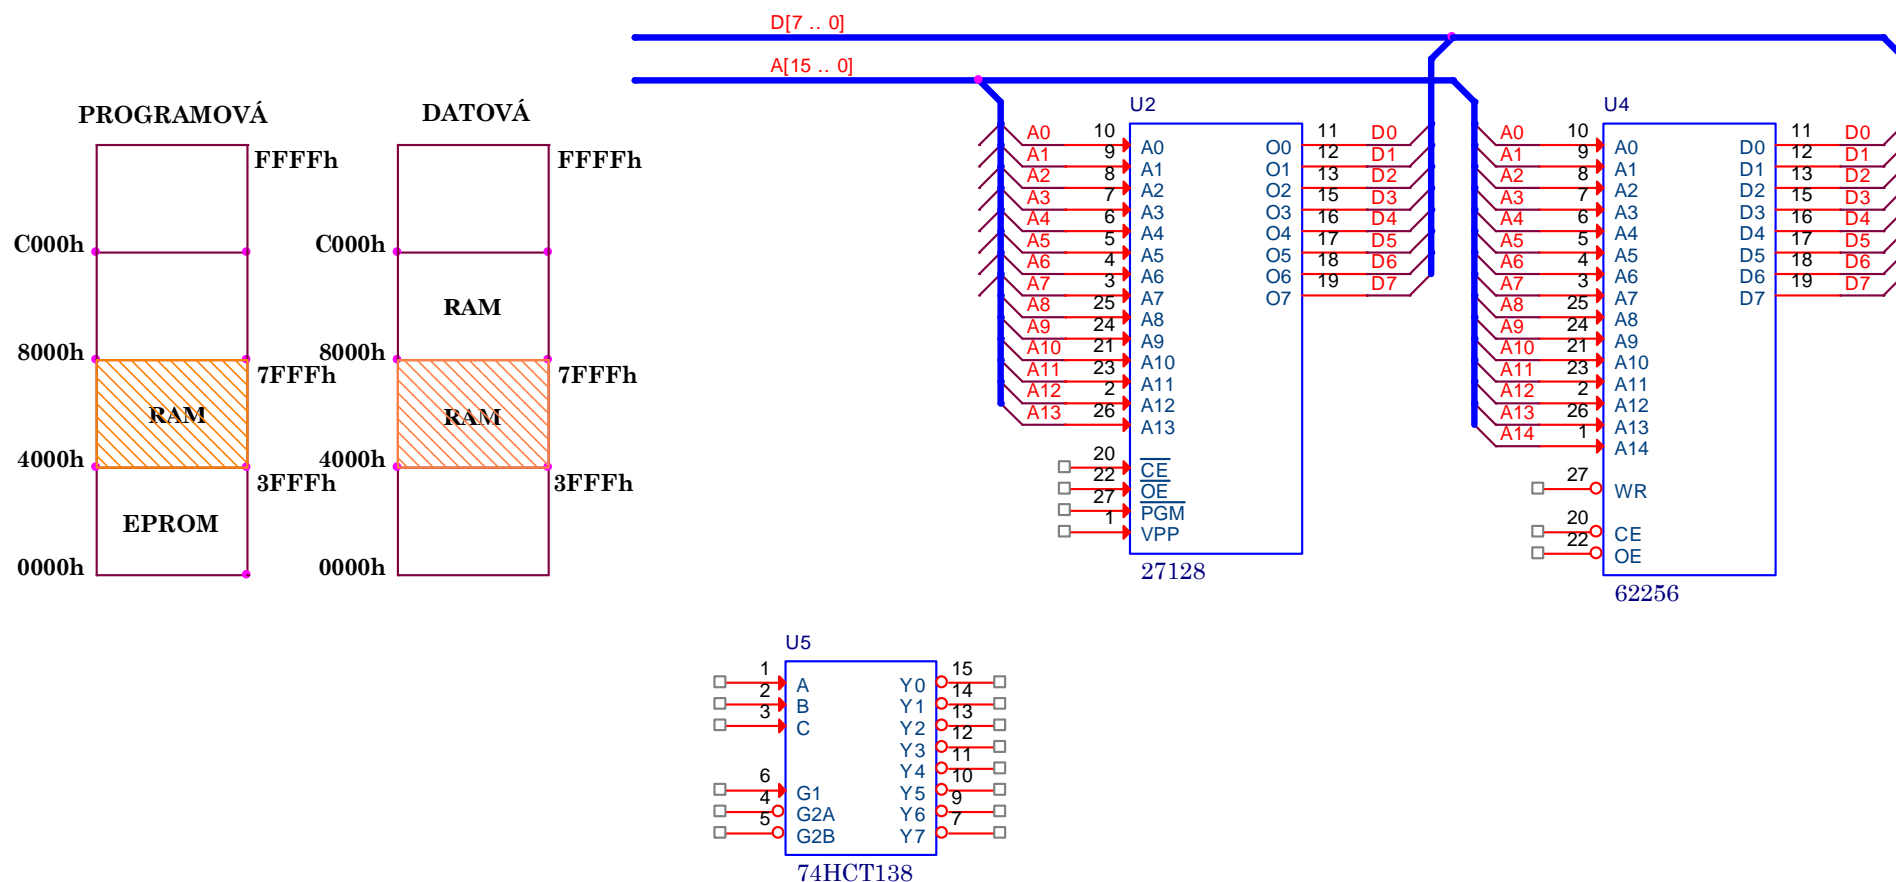 D[7 .. 0]
A[15 .. 0]
PROGRAMOVÁ
FFFFh
C000h
8000h
7FFFh
RAM
4000h
3FFFh
EPROM
0000h
DATOVÁ
FFFFh
C000h
RAM
8000h
7FFFh
RAM
4000h
3FFFh
0000h
U2
A0 10 A0 O0 11 D0
A1 9 A1 O1 12 D1
A2 8 A2 O2 13 D2
A3 7 A3 O3 15 D3
A4 6 A4 O4 16 D4
A5 5 A5 O5 17 D5
A6 4 A6 O6 18 D6
A7 3 A7 O7 19 D7
A8 25 A8
A9 24 A9
A10 21 A10
A11 23 A11
A12 2 A12
A13 26 A13
20 CE
22 OE
27 PGM
1 VPP
27128
U4
A0 10 A0 D0 11 D0
A1 9 A1 D1 12 D1
A2 8 A2 D2 13 D2
A3 7 A3 D3 15 D3
A4 6 A4 D4 16 D4
A5 5 A5 D5 17 D5
A6 4 A6 D6 18 D6
A7 3 A7 D7 19 D7
A8 25 A8
A9 24 A9
A10 21 A10
A11 23 A11
A12 2 A12
A13 26 A13
A14 1 A14
27 WR
20 CE
22 OE
62256
U5
1 A Y0 15
2 B Y1 14
3 C Y2 13
Y3 12
Y4 11
6 G1 Y5 10
4 G2A Y6 9
5 G2B Y7 7
74HCT138